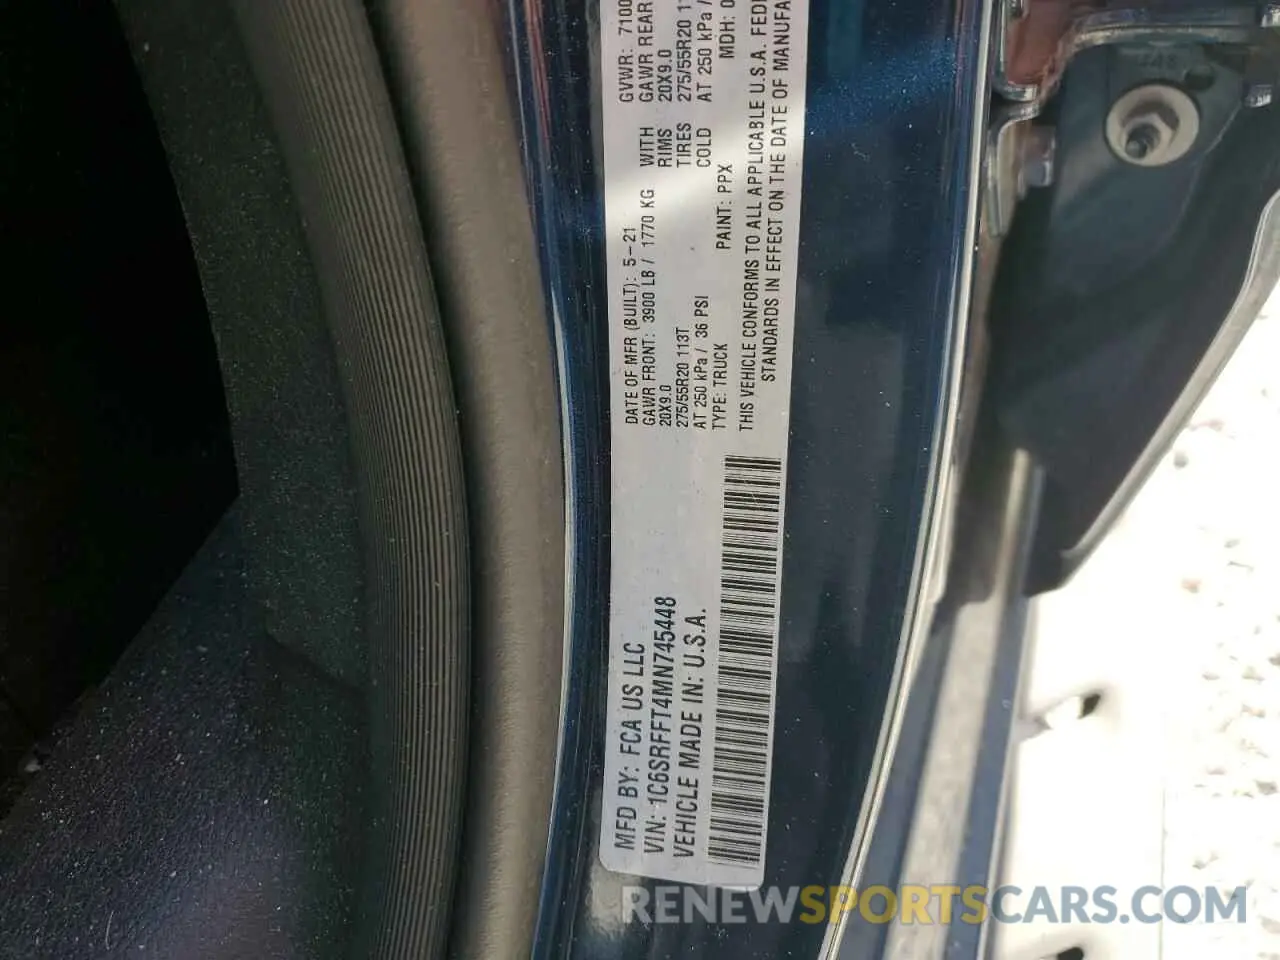 MFD BY: FCA US LLC
VIN: 1C6SRFFT4MN745448
VEHICLE MADE IN: U.S.A.
DATE OF MFR (BUILT): 5-21 GVWR: 7100
GAWR FRONT: 3900 LB / 1770 KG WITH GAWR REAR
20X9.0 RIMS 20X9.0
275/55R20 113T TIRES 275/55R20
AT 250 kPa / 36 PSI COLD AT 250 kPa /
TYPE: TRUCK PAINT: PPX MDH:
THIS VEHICLE CONFORMS TO ALL APPLICABLE U.S.A.
STANDARDS IN EFFECT ON THE DATE OF
RENEWSPORTSCARS.COM